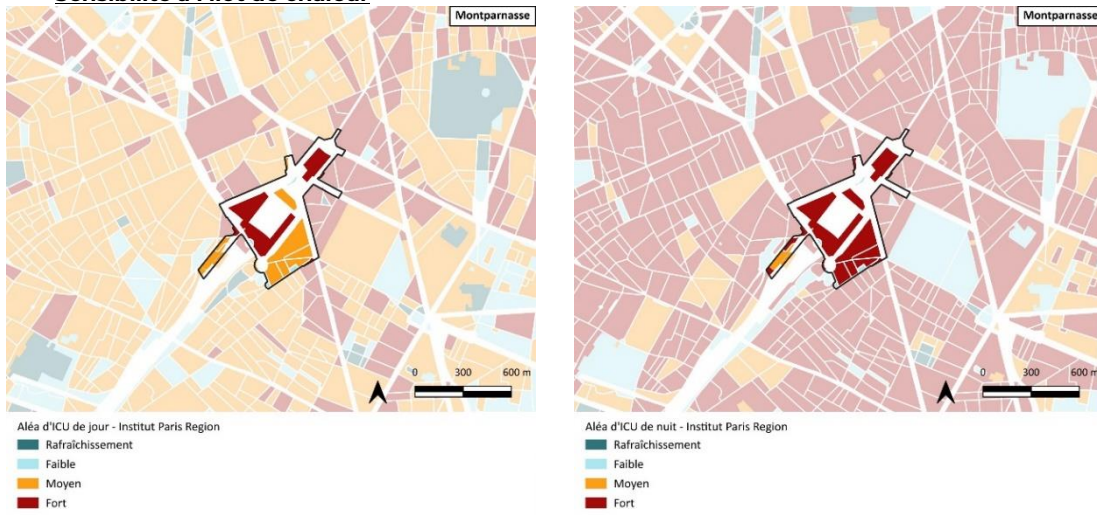 Sensibilité à l'îlot de chaleur
Montparnasse
0 300 600 m
Aléa d'ICU de jour - Institut Paris Region
Rafraîchissement
Faible
Moyen
Fort
Montparnasse
0 300 600 m
Aléa d'ICU de nuit - Institut Paris Region
Rafraîchissement
Faible
Moyen
Fort